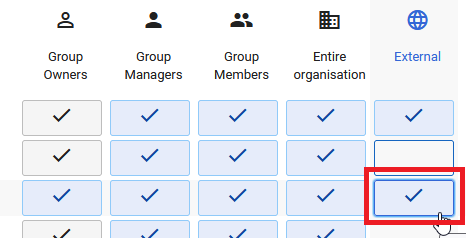 Group Owners
Group Managers
Group Members
Entire organisation
External